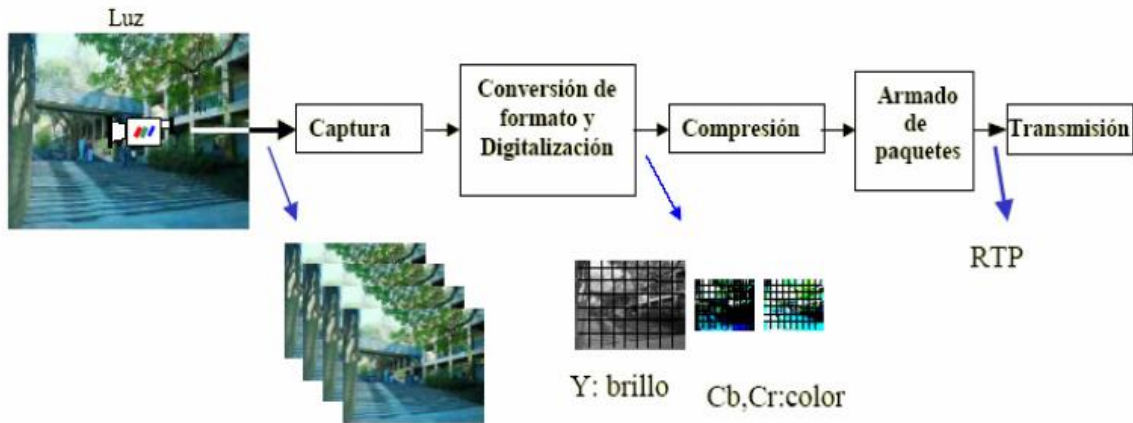 Luz
Captura
Conversión de
formato y
Digitalización
Compresión
Armado
de
paquetes
Transmisión
RTP
Y: brillo
Cb,Cr:color